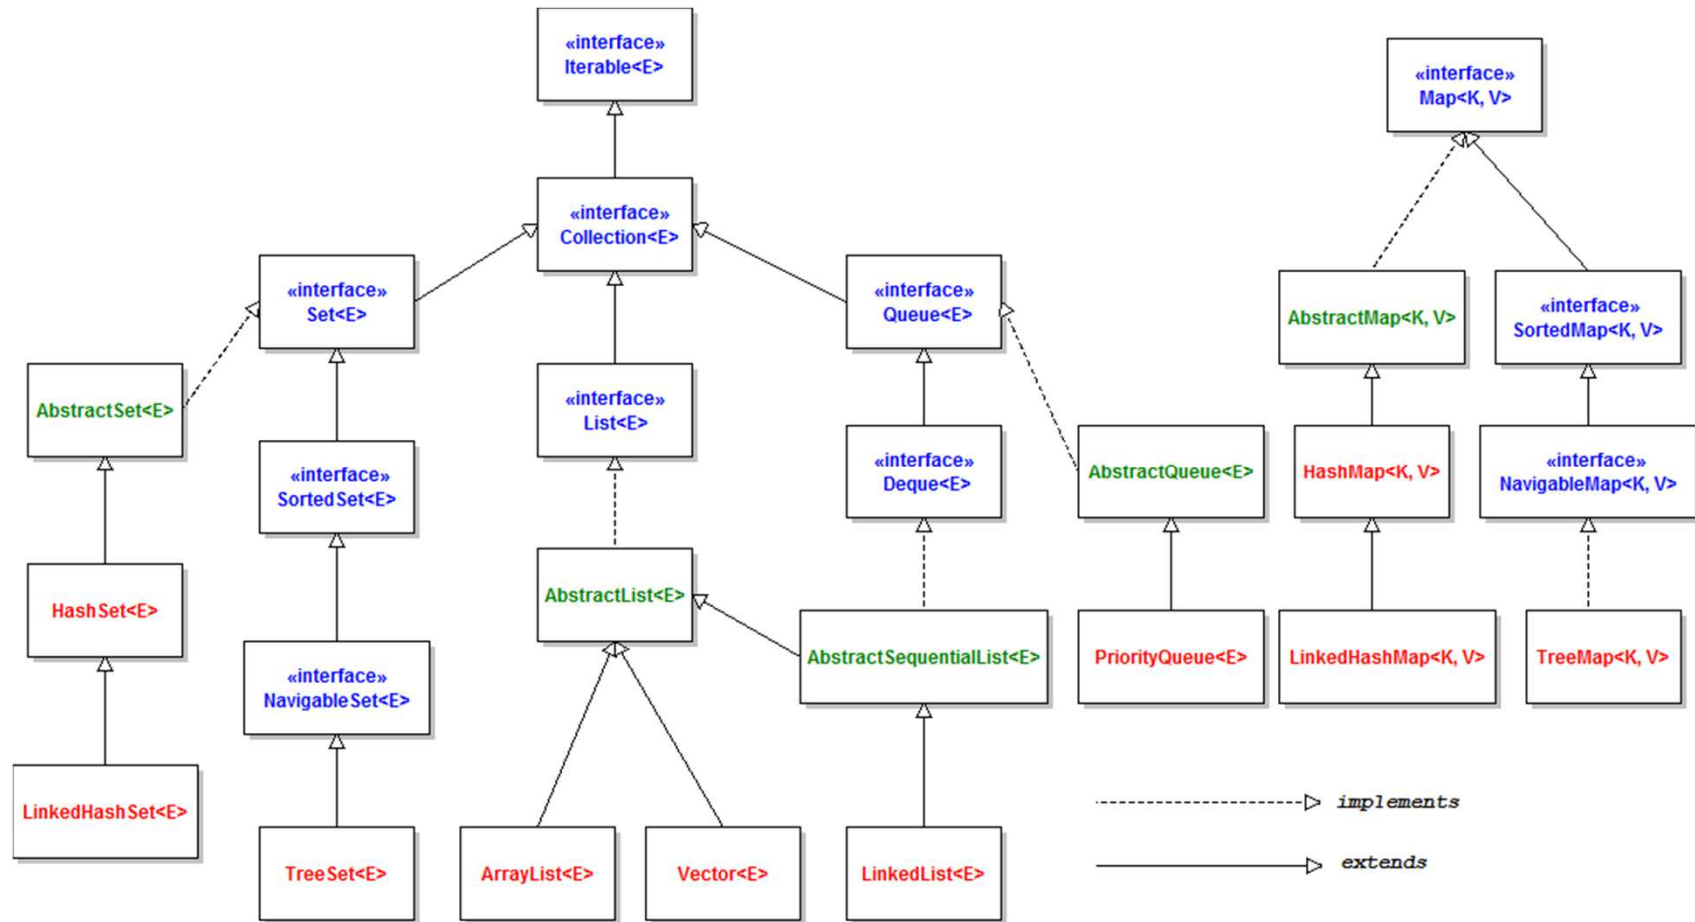 «interface»
Iterable<E>
«interface»
Map<K, V>
«interface»
Collection<E>
«interface»
Set<E>
«interface»
Queue<E>
AbstractMap<K, V>
«interface»
SortedMap<K, V>
AbstractSet<E>
«interface»
List<E>
«interface»
SortedSet<E>
«interface»
Deque<E>
AbstractQueue<E>
HashMap<K, V>
«interface»
NavigableMap<K, V>
HashSet<E>
AbstractList<E>
«interface»
NavigableSet<E>
AbstractSequentialList<E>
PriorityQueue<E>
LinkedHashMap<K, V>
TreeMap<K, V>
LinkedHashSet<E>
TreeSet<E>
ArrayList<E>
Vector<E>
LinkedList<E>
implements
extends